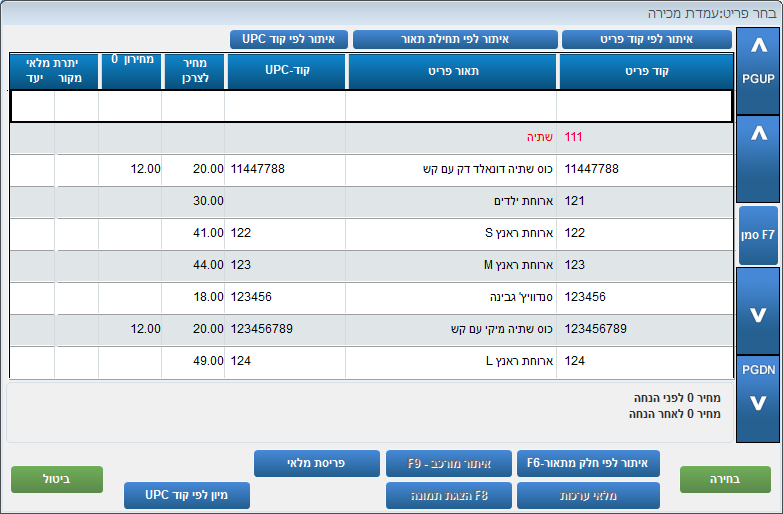 בחר פריט:עמדת מכירה
איתור לפי קוד פריט איתור לפי תחילת תאור איתור לפי קוד UPC
קוד פריט תאור פריט קוד-UPC מחיר לצרכן מחירון 0 יתרת מלאי מקור יעד
111 שתיה
11447788 כוס שתיה דונאלד דק עם קש 11447788 20.00 12.00
121 ארוחת ילדים 30.00
122 ארוחת ראנץ S 122 41.00
123 ארוחת ראנץ M 123 44.00
123456 סנדוויץ' גבינה 123456 18.00
123456789 כוס שתיה מיקי עם קש 123456789 20.00 12.00
124 ארוחת ראנץ L 124 49.00
PGUP
F7 סמן
PGDN
מחיר 0 לפני הנחה
מחיר 0 לאחר הנחה
בחירה איתור לפי חלק מתאור-F6 איתור מורכב - F9 פריסת מלאי ביטול
מלאי ערכות F8 הצגת תמונה מיון לפי קוד UPC